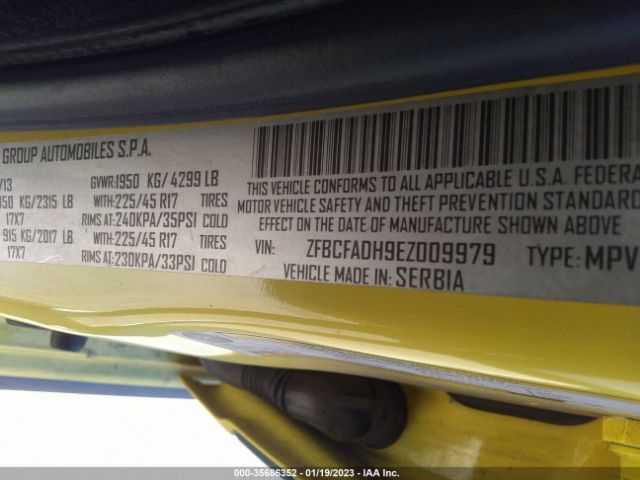 GROUP AUTOMOBILES S.P.A.
/13 GVWR:1950 KG/ 4299 LB
050 KG/2315 LB WITH:225/45 R17 TIRES
17X7 RIMS AT:240KPA/35PSI COLD
915 KG/2017 LB WITH:225/45 R17 TIRES
17X7 RIMS AT:230KPA/33PSI COLD
THIS VEHICLE CONFORMS TO ALL APPLICABLE U.S.A. FEDERA
MOTOR VEHICLE SAFETY AND THEFT PREVENTION STANDARD
EFFECT ON THE DATE OF MANUFACTURE SHOWN ABOVE
VIN: ZFBCFADH9EZ009979 TYPE: MPV
VEHICLE MADE IN: SERBIA
000-35686352 - 01/19/2023 - IAA Inc.